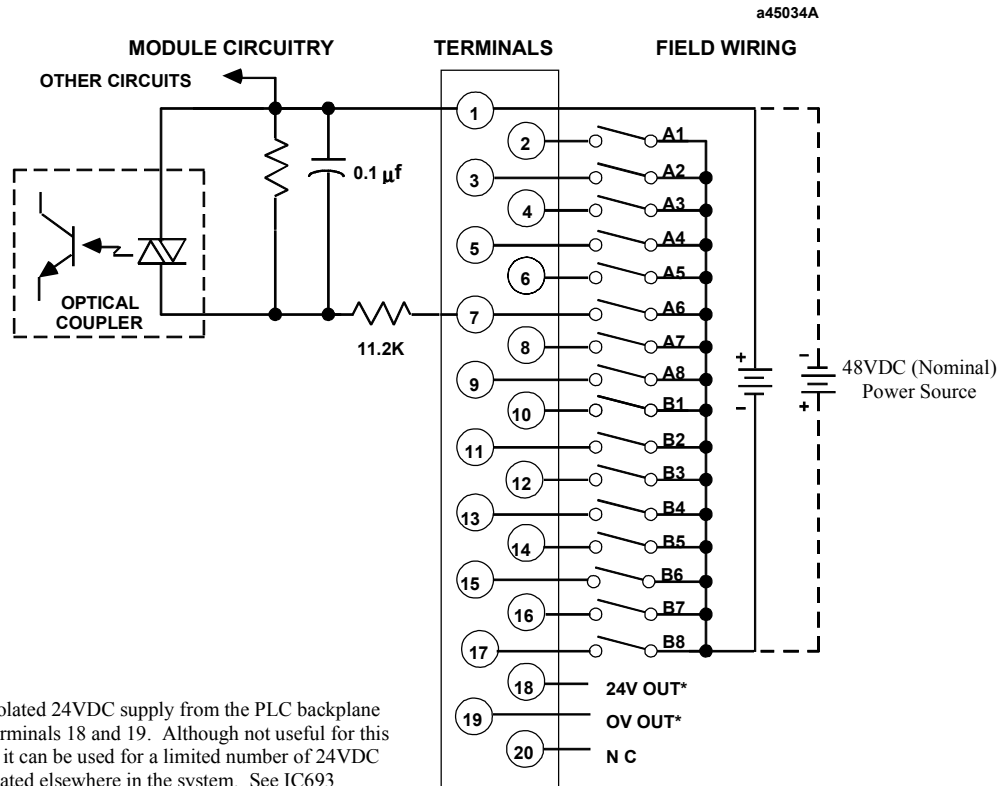 a45034A
MODULE CIRCUITRY TERMINALS FIELD WIRING
OTHER CIRCUITS
1
2 A1
0.1 µf
3 A2
4 A3
5 A4
6 A5
OPTICAL
COUPLER
7 A6
11.2K
8 A7
9 A8
10 B1
11 B2
12 B3
13 B4
14 B5
15 B6
16 B7
17 B8
+
-
-
+
48VDC (Nominal)
Power Source
18 24V OUT*
19 OV OUT*
20 N C
24VDC supply from the PLC backplane
18 and 19. Although not useful for this
it can be used for a limited number of 24VDC
elsewhere in the system. See IC693